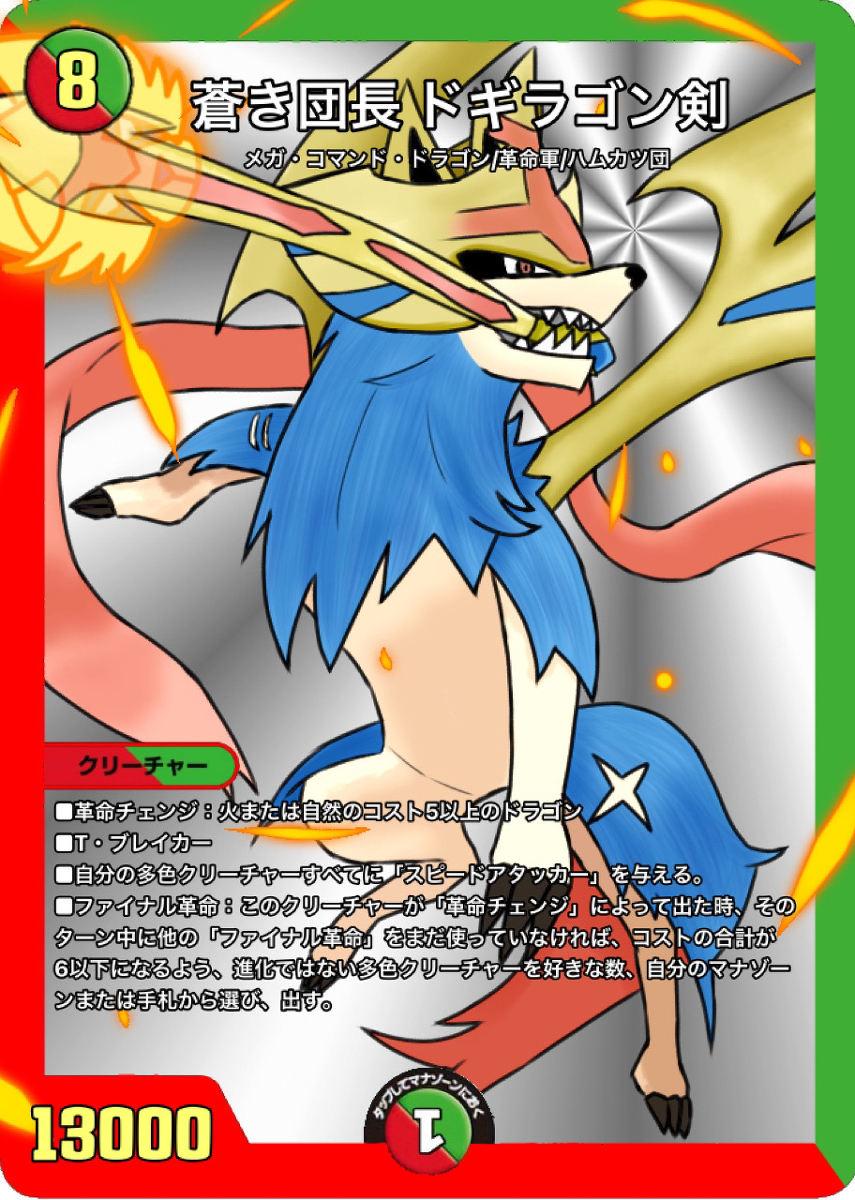 8
蒼き団長 ドギラゴン剣
メガ・コマンド・ドラゴン/革命軍/ハムカツ団
クリーチャー
■革命チェンジ：火または自然のコスト5以上のドラゴン
■T・ブレイカー
■自分の多色クリーチャーすべてに「スピードアタッカー」を与える。
■ファイナル革命：このクリーチャーが「革命チェンジ」によって出た時、その
ターン中に他の「ファイナル革命」をまだ使っていなければ、コストの合計が
6以下になるよう、進化ではない多色クリーチャーを好きな数、自分のマナゾー
ンまたは手札から選び、出す。
タップしてマナゾーンにおく
1
13000